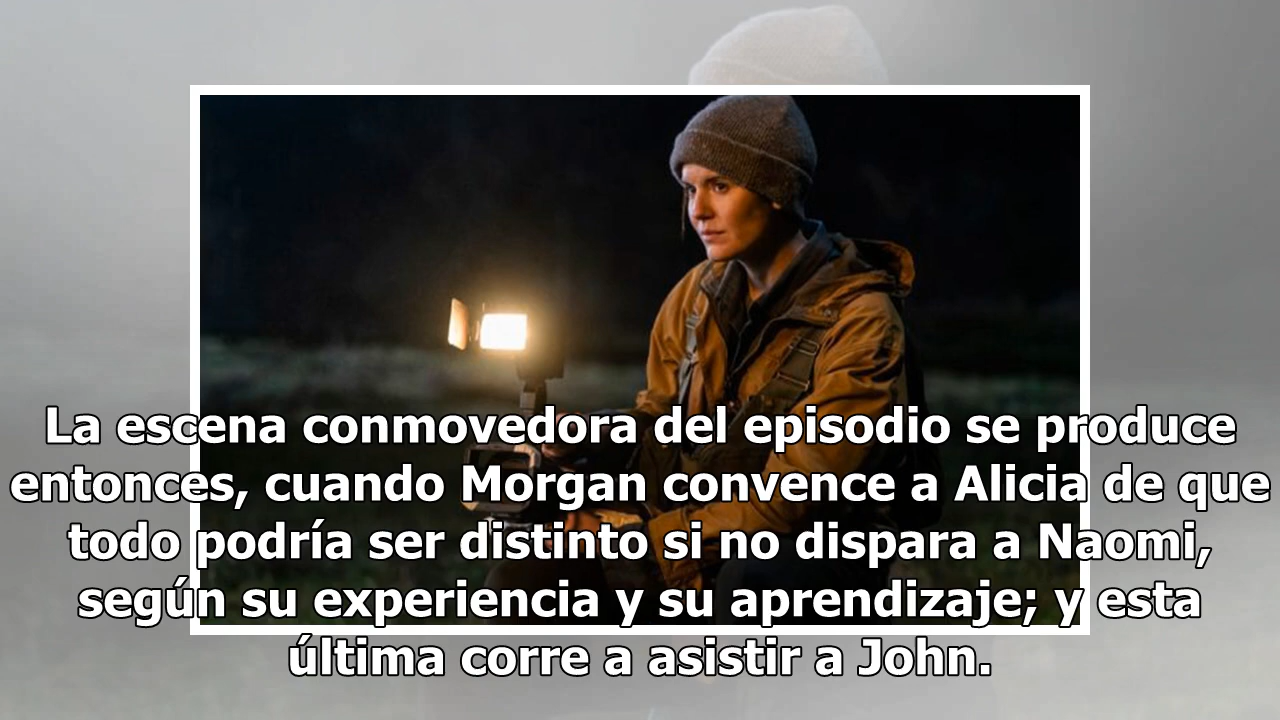 La escena conmovedora del episodio se produce
entonces, cuando Morgan convence a Alicia de que
todo podría ser distinto si no dispara a Naomi,
según su experiencia y su aprendizaje; y esta
última corre a asistir a John.